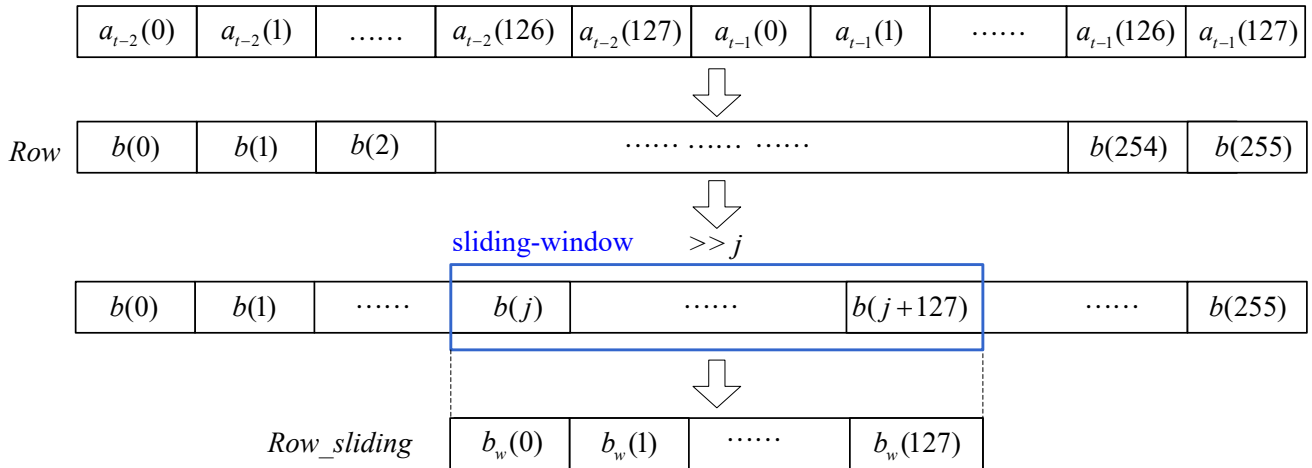 a_{t-2}(0) a_{t-2}(1) ...... a_{t-2}(126) a_{t-2}(127) a_{t-1}(0) a_{t-1}(1) ...... a_{t-1}(126) a_{t-1}(127)
Row b(0) b(1) b(2) ...... ...... ...... b(254) b(255)
sliding-window >> j
b(0) b(1) ...... b(j) ...... b(j+127) ...... b(255)
Row_sliding b_w(0) b_w(1) ...... b_w(127)